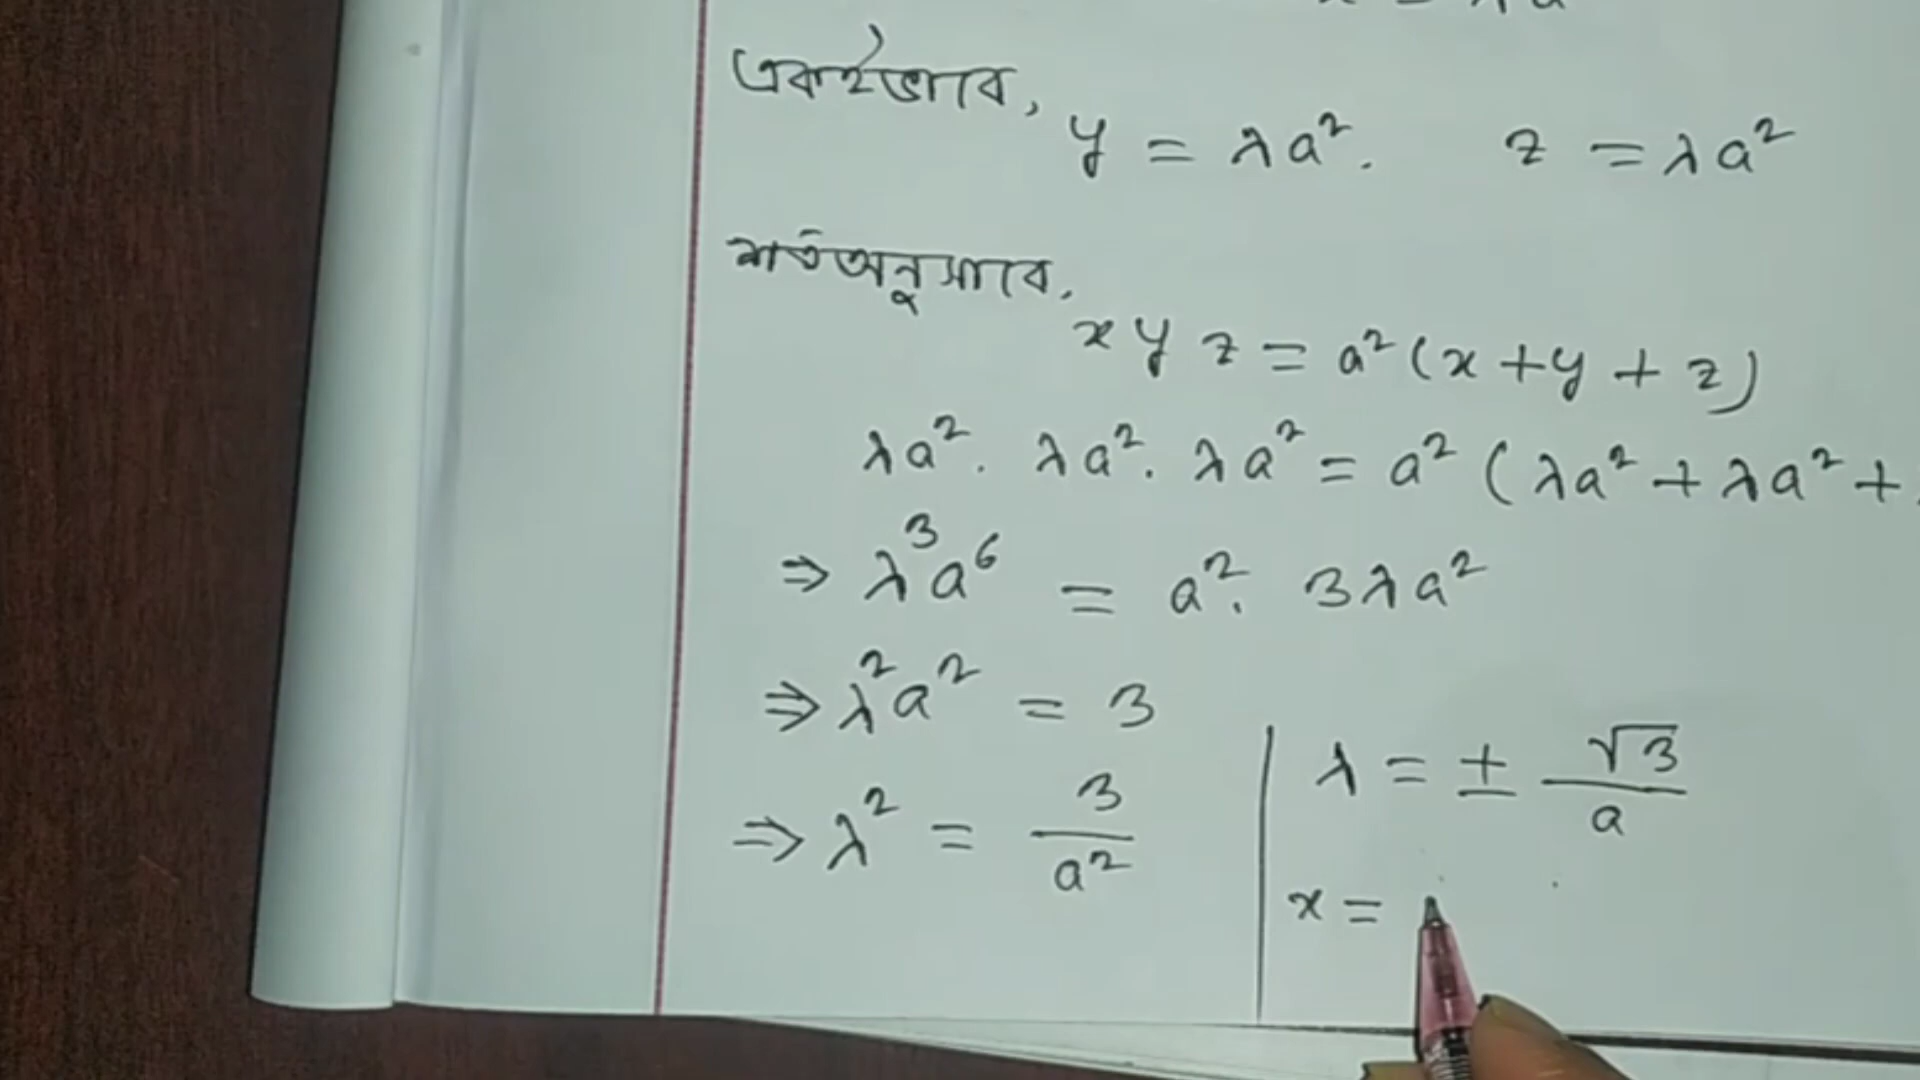 একইভাবে,
y = λa². z = λa²
শর্তঅনুসারে,
x y z = a² (x + y + z)
λa². λa². λa² = a² (λa² + λa² +
⇒ λ³a⁶ = a². 3λa²
⇒ λ²a² = 3
⇒ λ² = 3/a²
λ = ± √3/a
x =